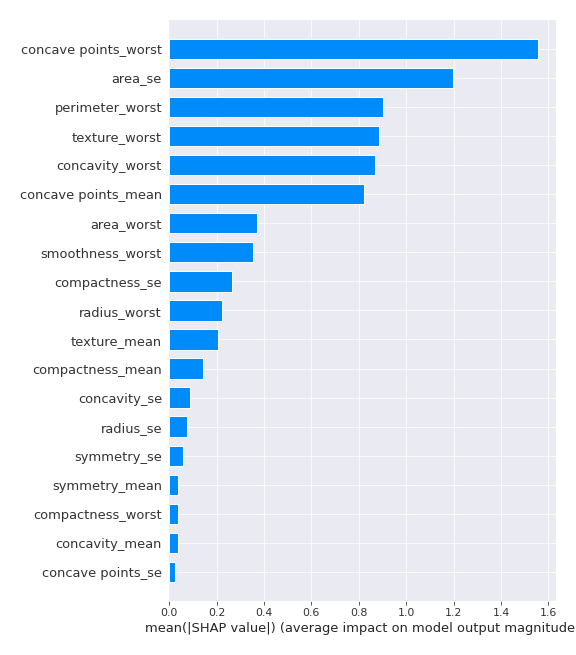 concave points_worst
area_se
perimeter_worst
texture_worst
concavity_worst
concave points_mean
area_worst
smoothness_worst
compactness_se
radius_worst
texture_mean
compactness_mean
concavity_se
radius_se
symmetry_se
symmetry_mean
compactness_worst
concavity_mean
concave points_se
0.0 0.2 0.4 0.6 0.8 1.0 1.2 1.4 1.6
mean(|SHAP value|) (average impact on model output magnitude